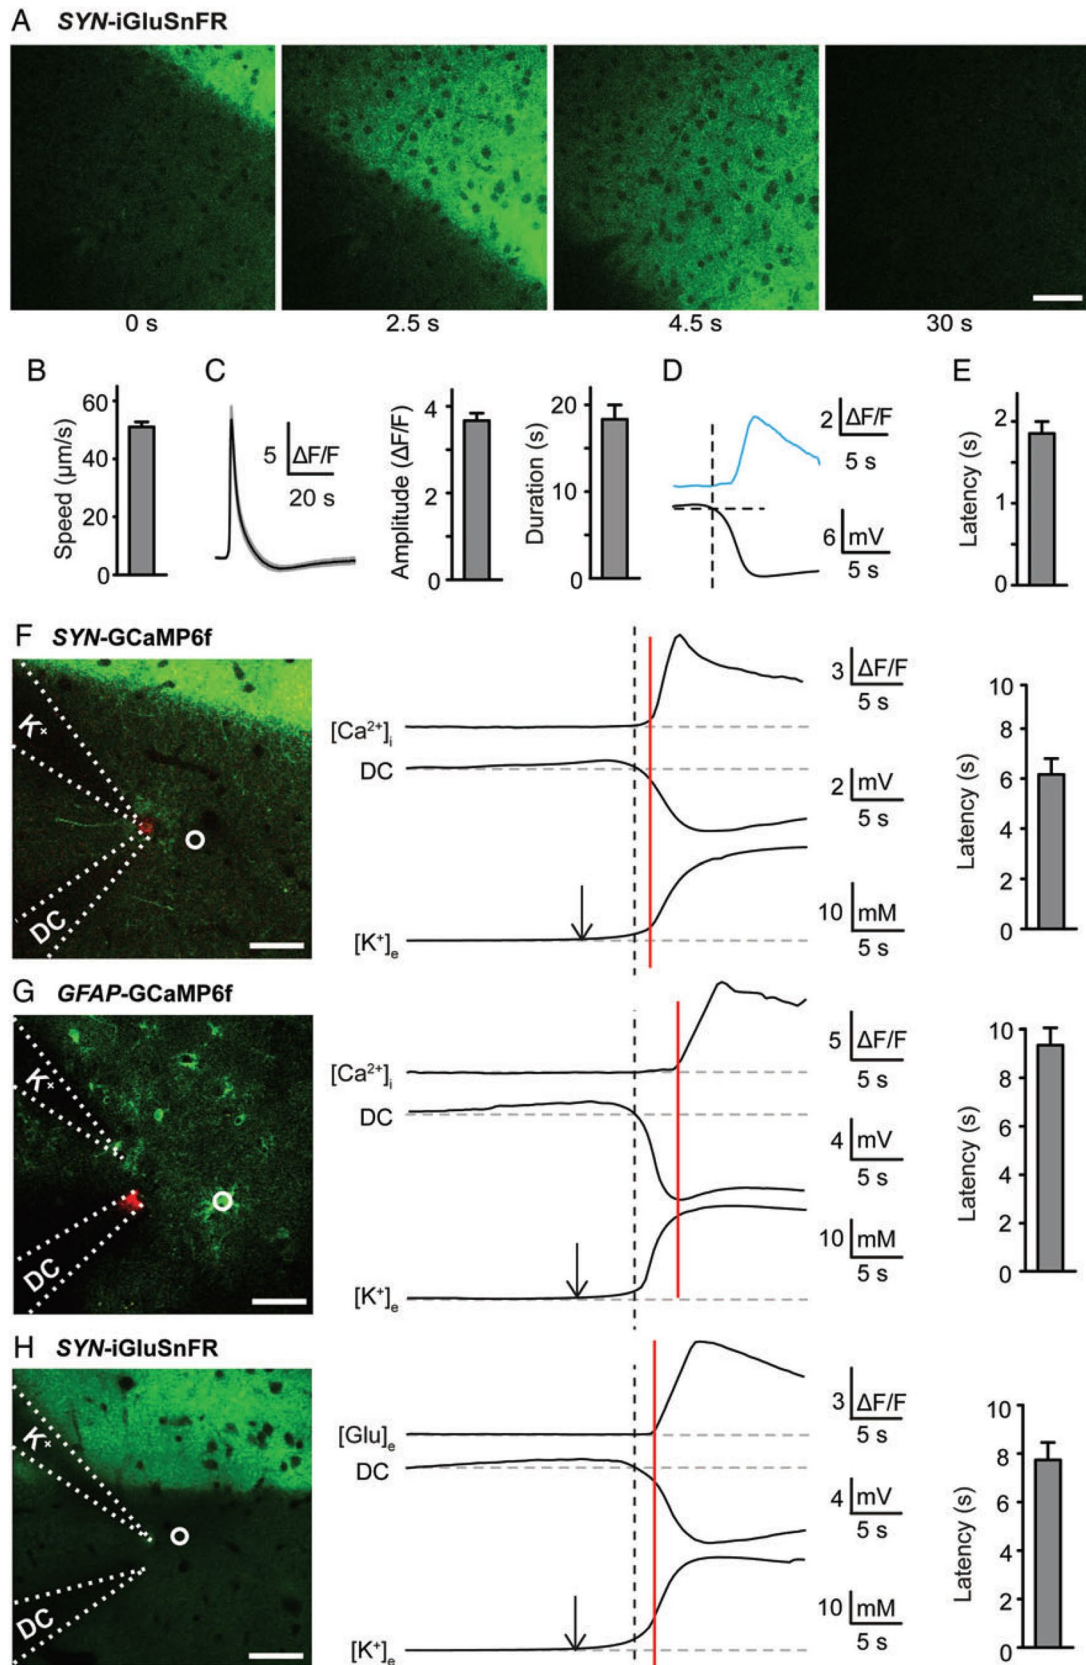 A SYN-iGluSnFR
0 s
2.5 s
4.5 s
30 s
B
Speed (µm/s)
60
40
20
0
C
5 ΔF/F
20 s
Amplitude (ΔF/F)
4
2
0
Duration (s)
20
10
0
D
2 ΔF/F
5 s
6 mV
5 s
E
Latency (s)
2
1
0
F SYN-GCaMP6f
K+
DC
[Ca²⁺]ᵢ
DC
[K⁺]ₑ
3 ΔF/F
5 s
2 mV
5 s
10 mM
5 s
Latency (s)
10
8
6
4
2
0
G GFAP-GCaMP6f
K+
DC
[Ca²⁺]ᵢ
DC
[K⁺]ₑ
5 ΔF/F
5 s
4 mV
5 s
10 mM
5 s
Latency (s)
10
8
6
4
2
0
H SYN-iGluSnFR
K+
DC
[Glu]ₑ
DC
[K⁺]ₑ
3 ΔF/F
5 s
4 mV
5 s
10 mM
5 s
Latency (s)
10
8
6
4
2
0